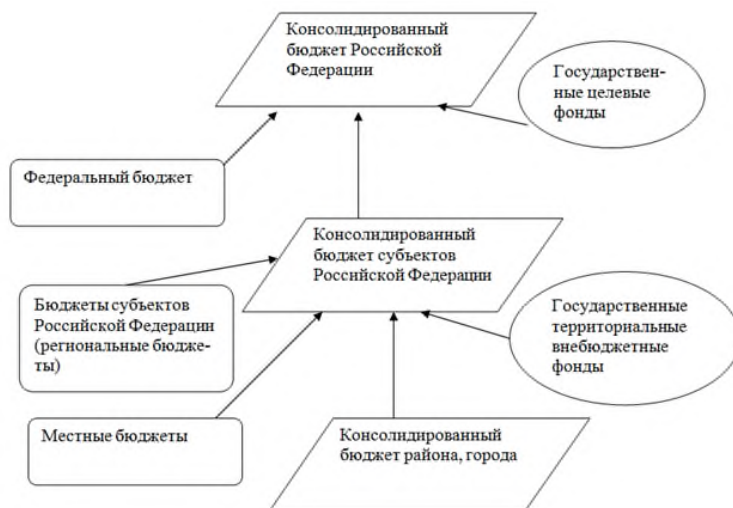 Консолидированный
бюджет Российской
Федерации
Государствен-
ные целевые
фонды
Федеральный бюджет
Консолидированный
бюджет субъектов
Российской Федерации
Бюджеты субъектов
Российской Федерации
(региональные бюдже-
ты)
Государственные
территориальные
внебюджетные
фонды
Местные бюджеты
Консолидированный
бюджет района, города